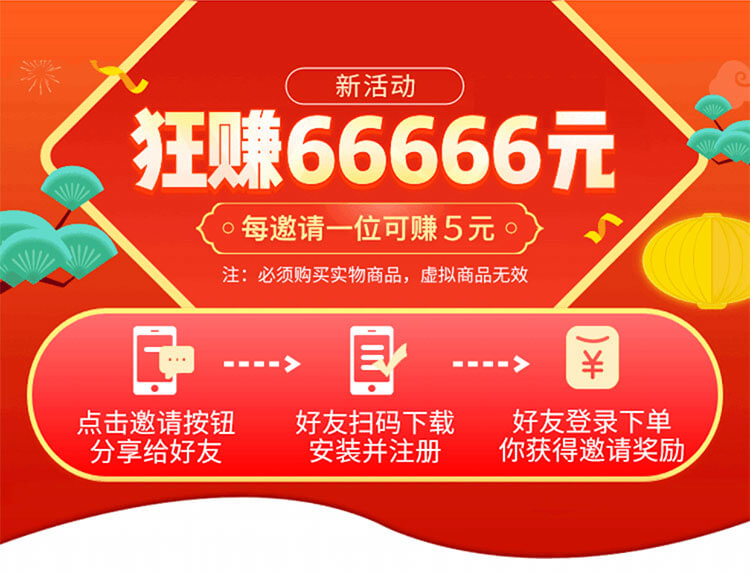 新活动
狂赚66666元
每邀请一位可赚5元
注：必须购买实物商品，虚拟商品无效
点击邀请按钮
分享给好友
好友扫码下载
安装并注册
¥
好友登录下单
你获得邀请奖励